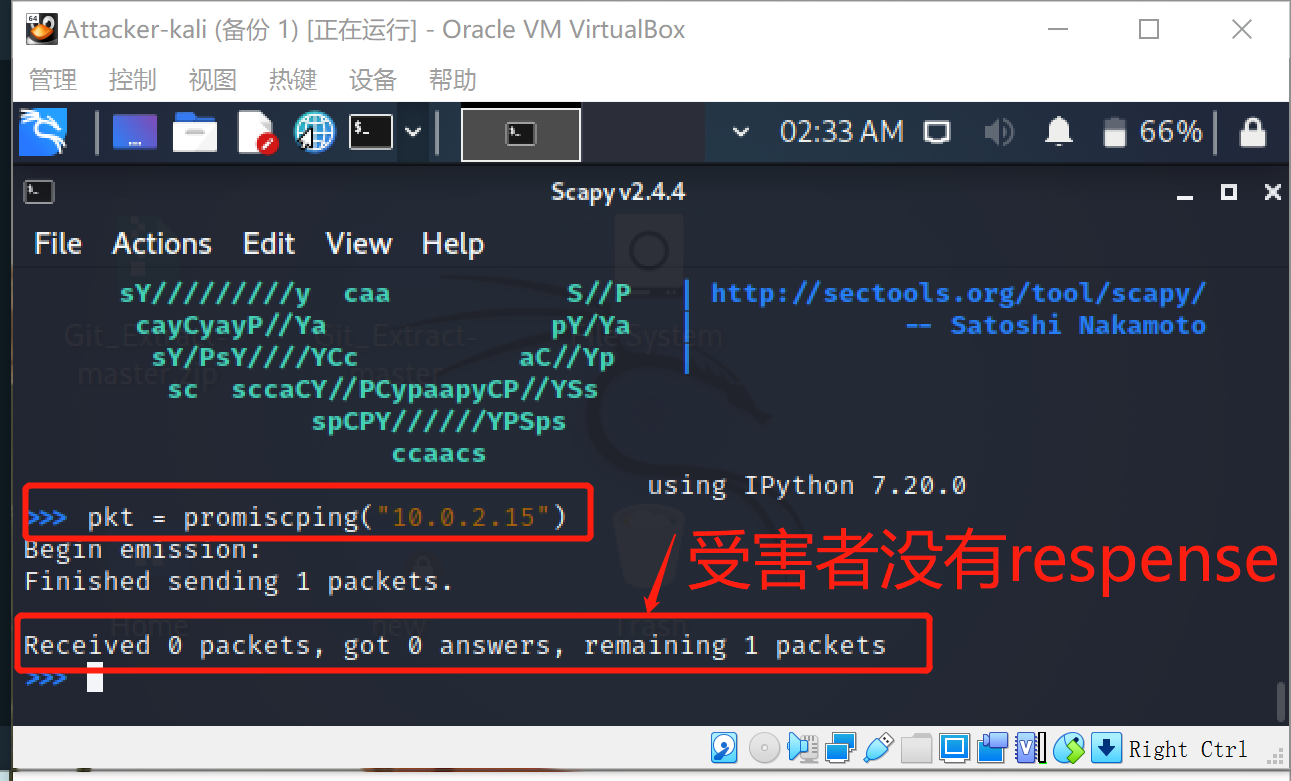 Attacker-kali (备份 1) [正在运行] - Oracle VM VirtualBox
管理 控制 视图 热键 设备 帮助
02:33 AM 66%
Scapy v2.4.4
File Actions Edit View Help
sY/////////y caa S//P | http://sectools.org/tool/scapy/
cayCyayP//Ya pY/Ya | -- Satoshi Nakamoto
sY/PsY////YCc aC//Yp |
sc sccaCY//PCypaapyCP//YSs
spCPY//////YPSps
ccaacs
using IPython 7.20.0
>>> pkt = promiscping("10.0.2.15")
Begin emission:
Finished sending 1 packets.
受害者没有respense
Received 0 packets, got 0 answers, remaining 1 packets
>>>
Home new Trash
Right Ctrl